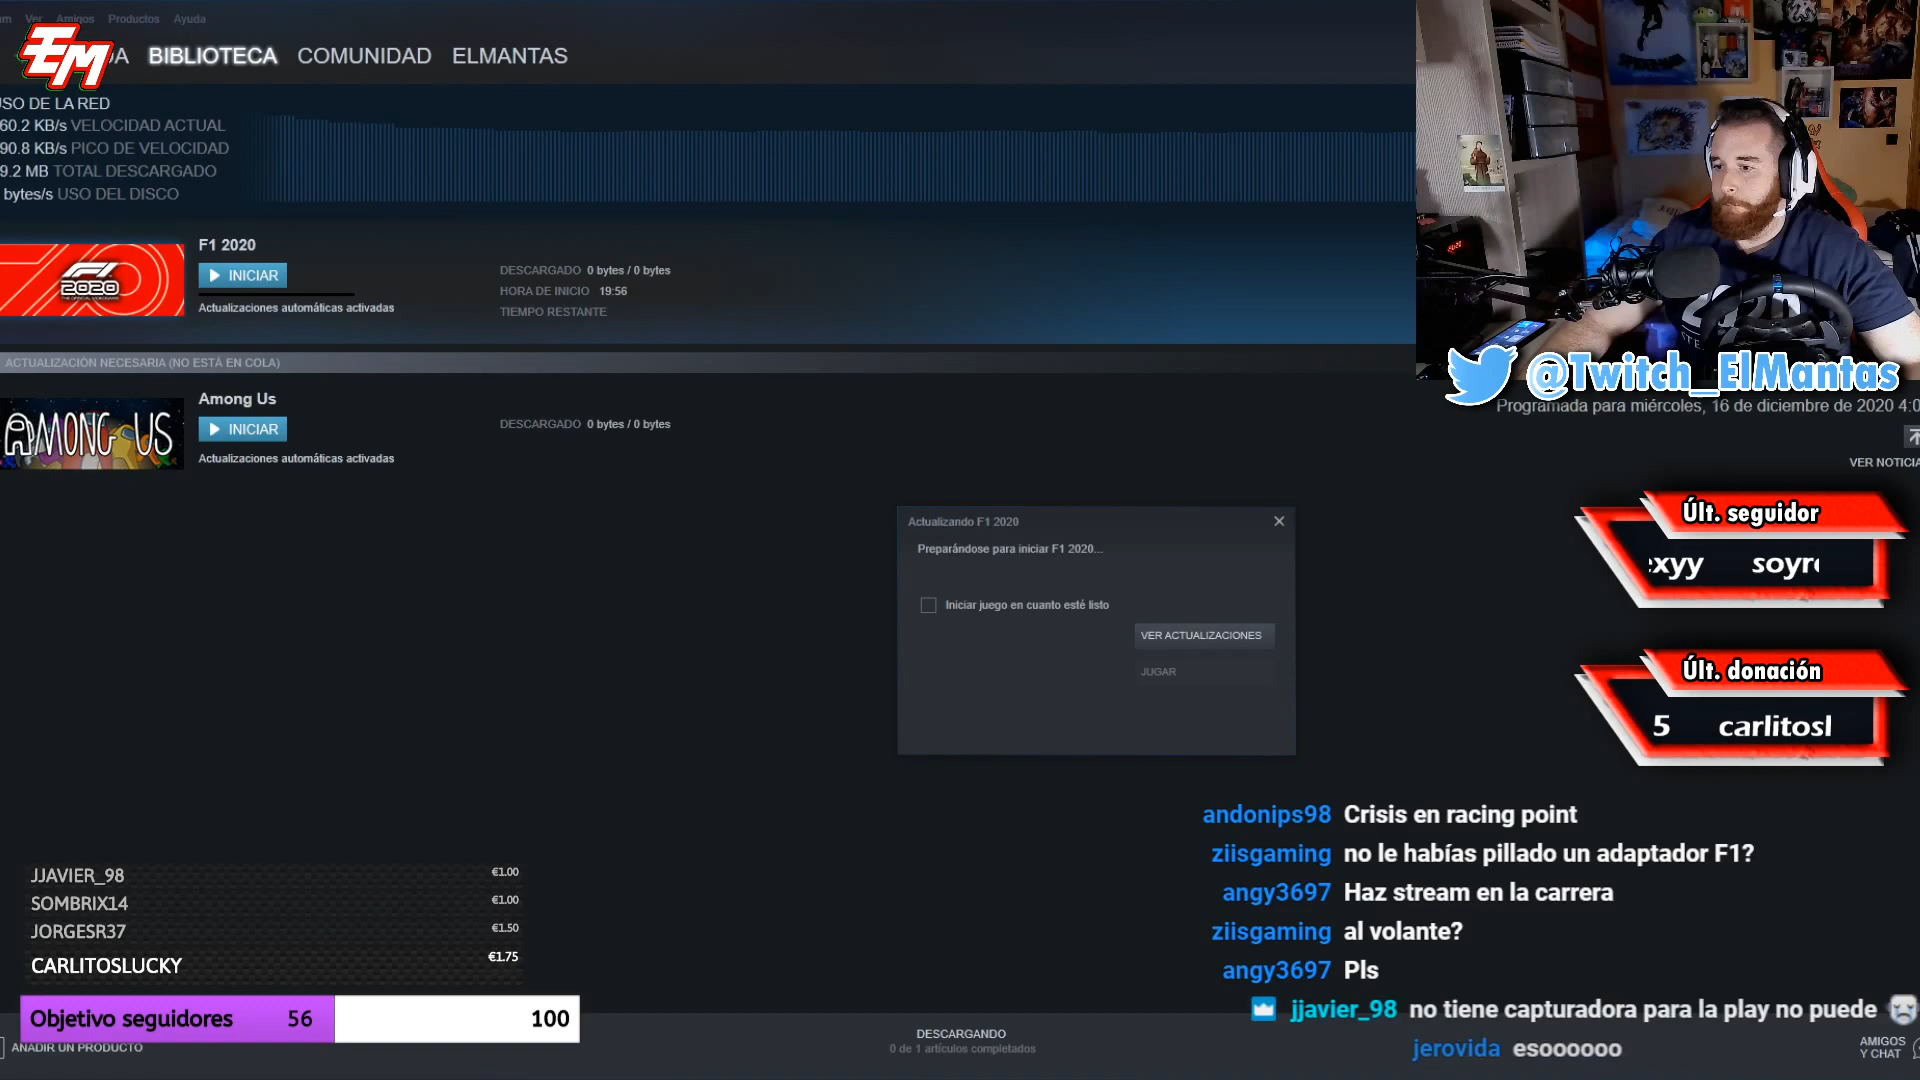 Ver Amigos Productos Ayuda
EM
BIBLIOTECA COMUNIDAD ELMANTAS
USO DE LA RED
60.2 KB/s VELOCIDAD ACTUAL
90.8 KB/s PICO DE VELOCIDAD
9.2 MB TOTAL DESCARGADO
bytes/s USO DEL DISCO
F1 2020
INICIAR
Actualizaciones automáticas activadas
DESCARGADO 0 bytes / 0 bytes
HORA DE INICIO 19:56
TIEMPO RESTANTE
F1
2020
ACTUALIZACIÓN NECESARIA (NO ESTÁ EN COLA)
AMONG US
Among Us
INICIAR
Actualizaciones automáticas activadas
DESCARGADO 0 bytes / 0 bytes
@Twitch_ElMantas
Programada para miércoles, 16 de diciembre de 2020 4:0
VER NOTICIA
Actualizando F1 2020
Preparándose para iniciar F1 2020...
Iniciar juego en cuanto esté listo
VER ACTUALIZACIONES
JUGAR
Últ. seguidor
exyy soyr
Últ. donación
5 carlitosl
andonips98 Crisis en racing point
ziisgaming no le habías pillado un adaptador F1?
angy3697 Haz stream en la carrera
ziisgaming al volante?
angy3697 Pls
jjavier_98 no tiene capturadora para la play no puede
jerovida esoooooo
JJAVIER_98 €1.00
SOMBRIX14 €1.00
JORGESR37 €1.50
CARLITOSLUCKY €1.75
Objetivo seguidores 56 100
AÑADIR UN PRODUCTO
DESCARGANDO
0 de 1 artículos completados
AMIGOS
Y CHAT